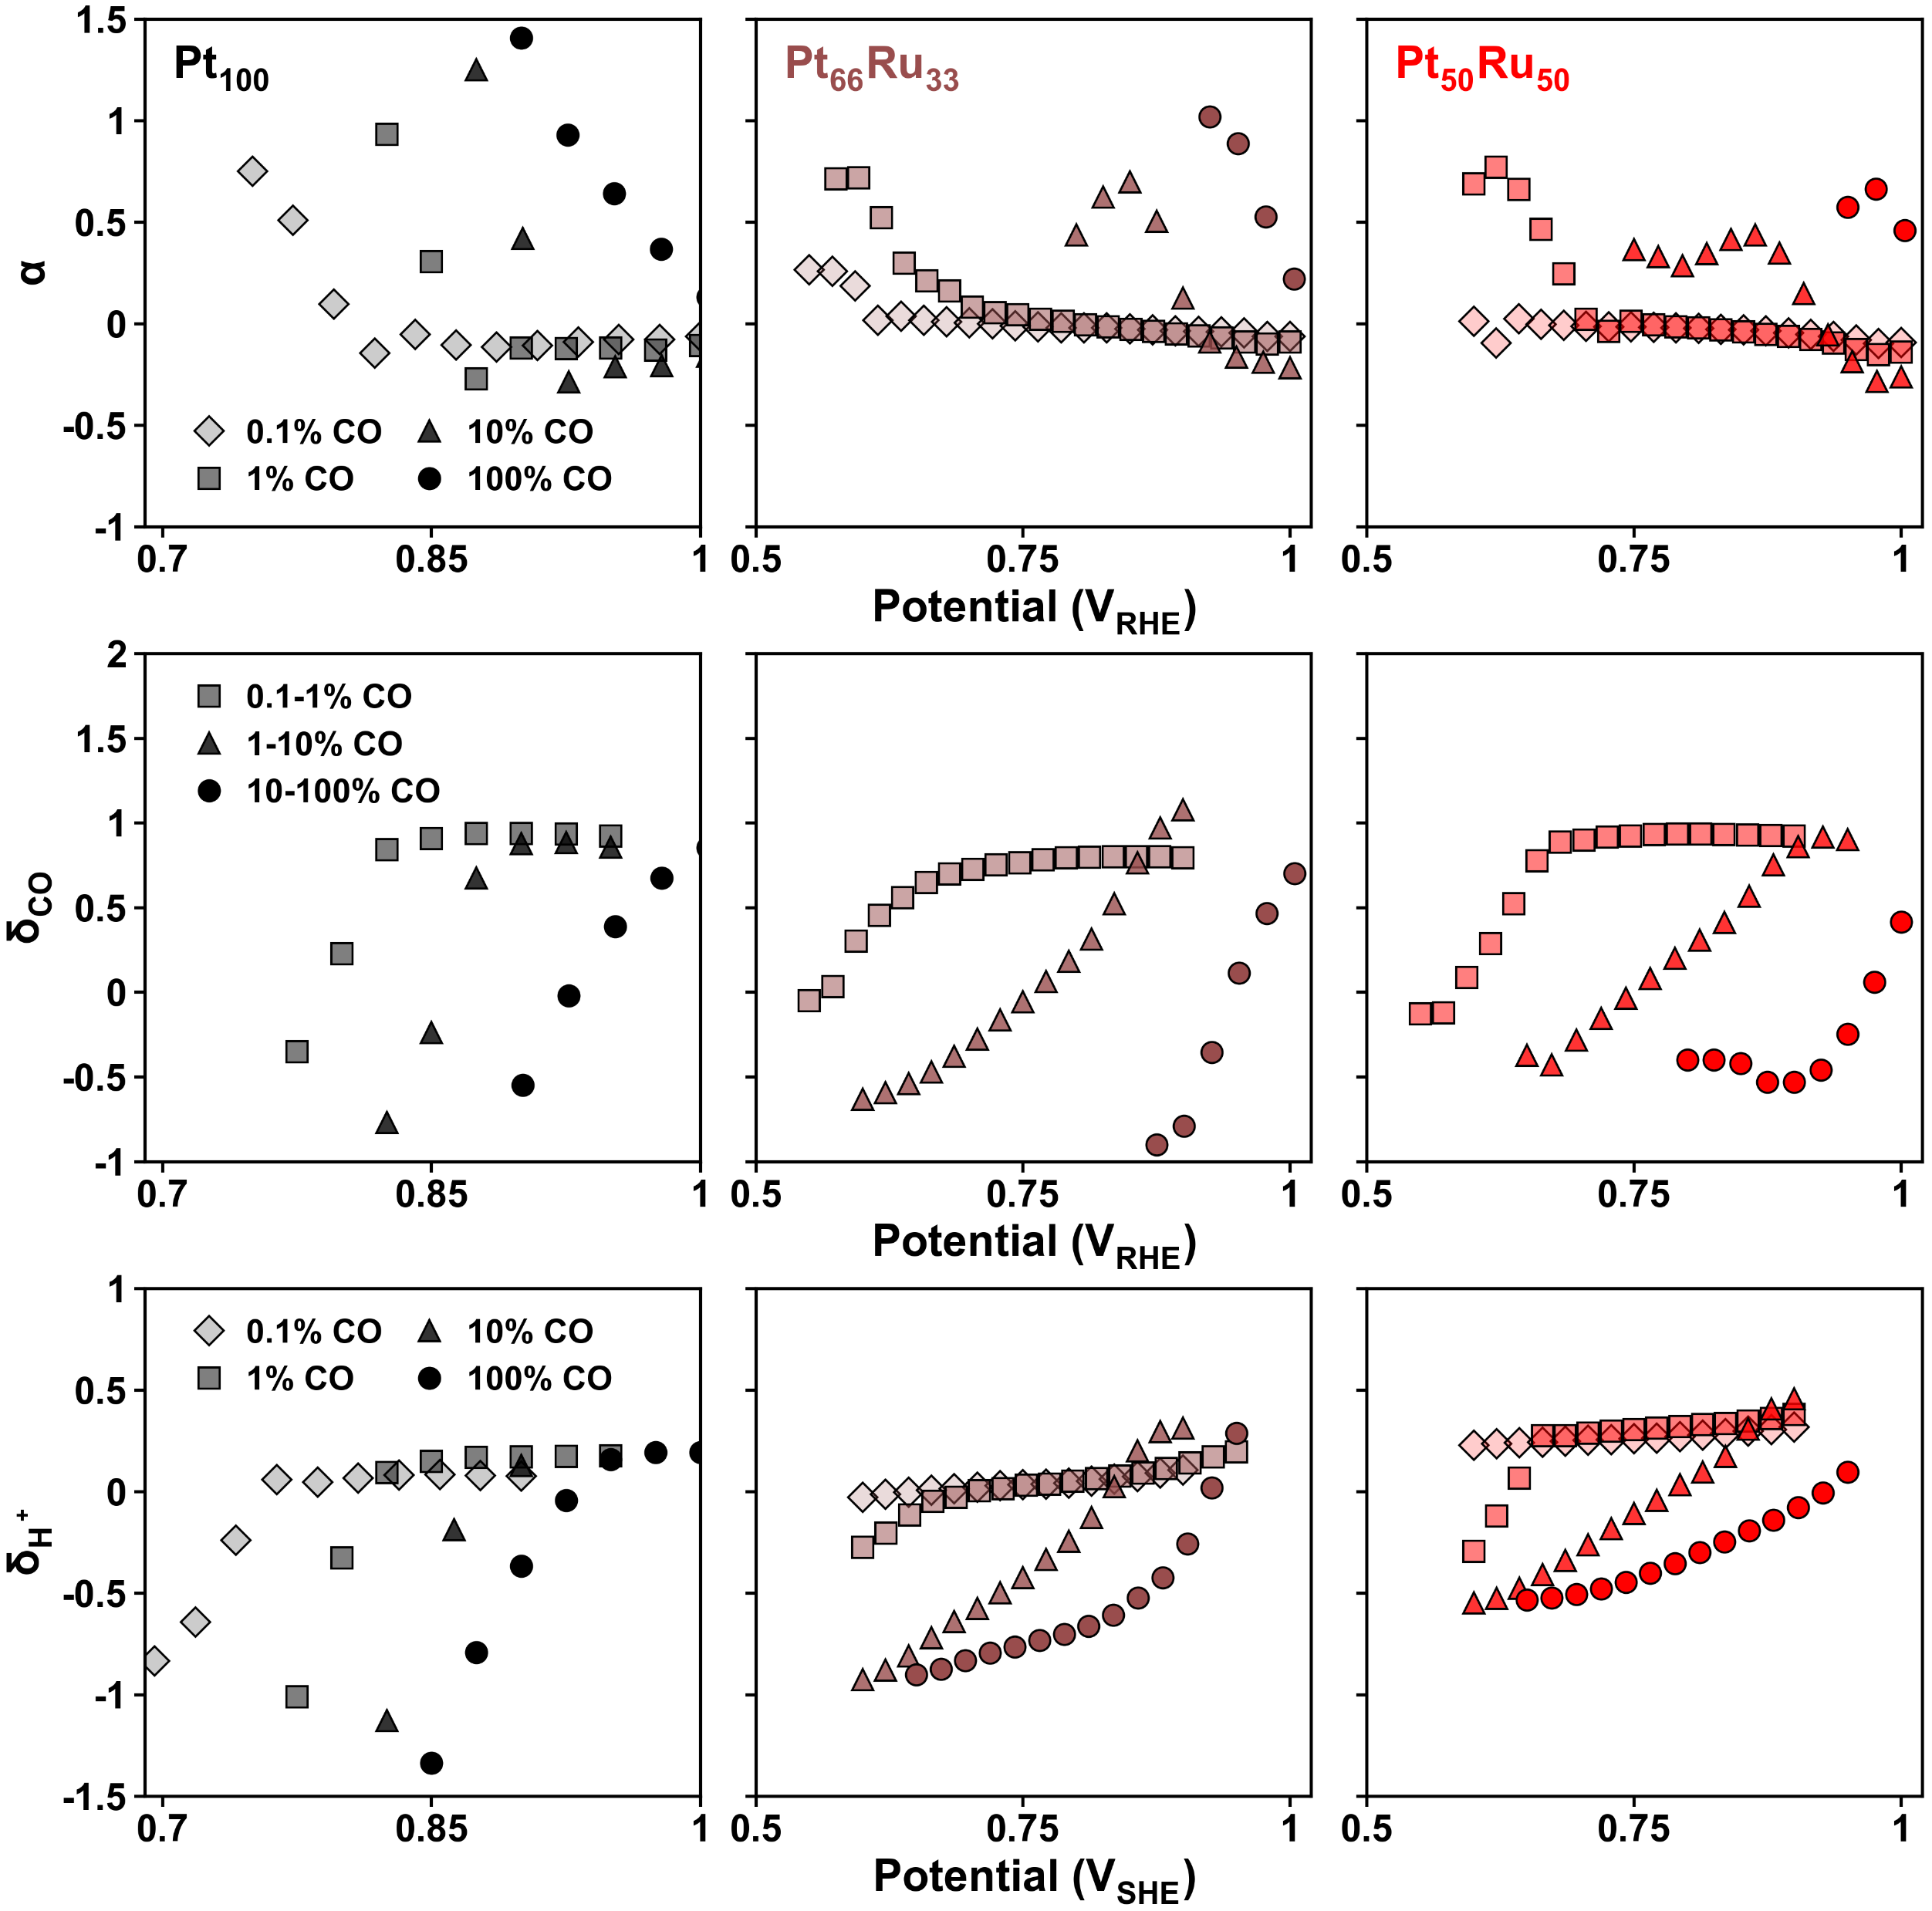 1.5
1
0.5
0
-0.5
-1
α
Pt100
0.1% CO
10% CO
1% CO
100% CO
0.7
0.85
1
Pt66Ru33
0.5
0.75
1
Pt50Ru50
0.5
0.75
1
Potential (VRHE)
2
1.5
1
0.5
0
-0.5
-1
δCO
0.1-1% CO
1-10% CO
10-100% CO
0.7
0.85
1
0.5
0.75
1
0.5
0.75
1
Potential (VRHE)
1
0.5
0
-0.5
-1
-1.5
δH+
0.1% CO
10% CO
1% CO
100% CO
0.7
0.85
1
0.5
0.75
1
0.5
0.75
1
Potential (VSHE)